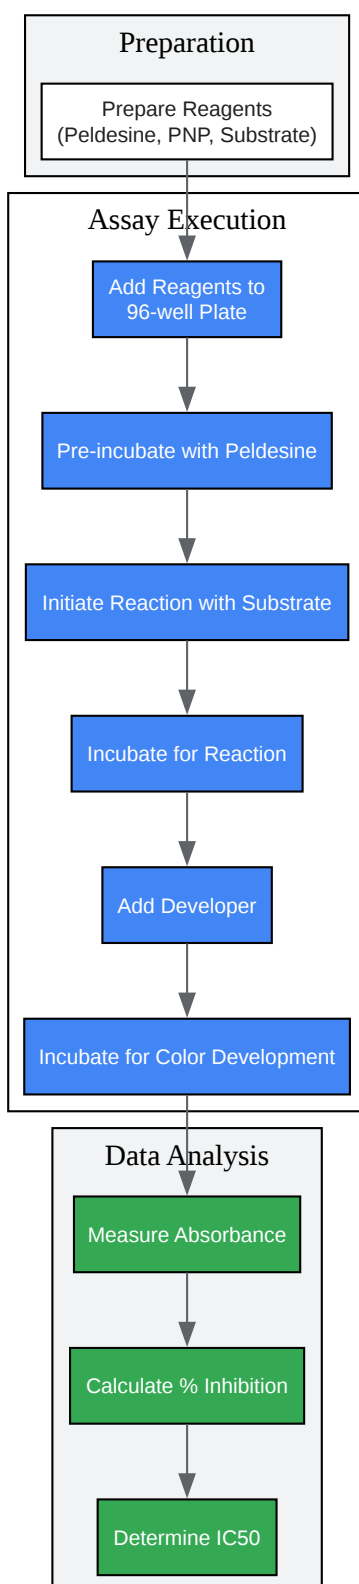 Preparation
Prepare Reagents
(Peldesine, PNP, Substrate)
Assay Execution
Add Reagents to
96-well Plate
Pre-incubate with Peldesine
Initiate Reaction with Substrate
Incubate for Reaction
Add Developer
Incubate for Color Development
Data Analysis
Measure Absorbance
Calculate % Inhibition
Determine IC50